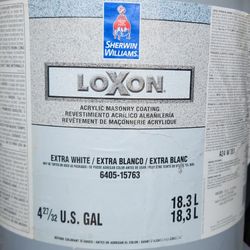 SHERWIN
WILLIAMS.
LOXON
ACRYLIC MASONRY COATING
REVESTIMIENTO ACRÍLICO ALBAÑILERÍA
REVÊTEMENT DE MAÇONNERIE ACRYLIQUE
EXTRA WHITE / EXTRA BLANCO / EXTRA BLANC
6405-15763
4 27/32 U.S. GAL
18.3 L
18,3 L